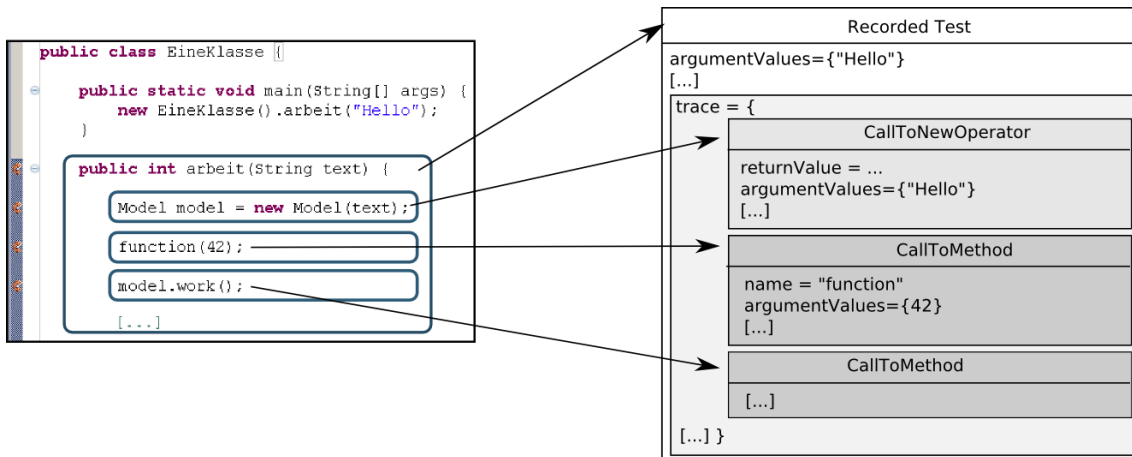 public class EineKlasse {
public static void main(String[] args) {
new EineKlasse().arbeit("Hello");
}
public int arbeit(String text) {
Model model = new Model(text);
function(42);
model.work();
[...]
Recorded Test
argumentValues={"Hello"}
[...]
trace = {
CallToNewOperator
returnValue = ...
argumentValues={"Hello"}
[...]
CallToMethod
name = "function"
argumentValues={42}
[...]
CallToMethod
[...]
[...] }